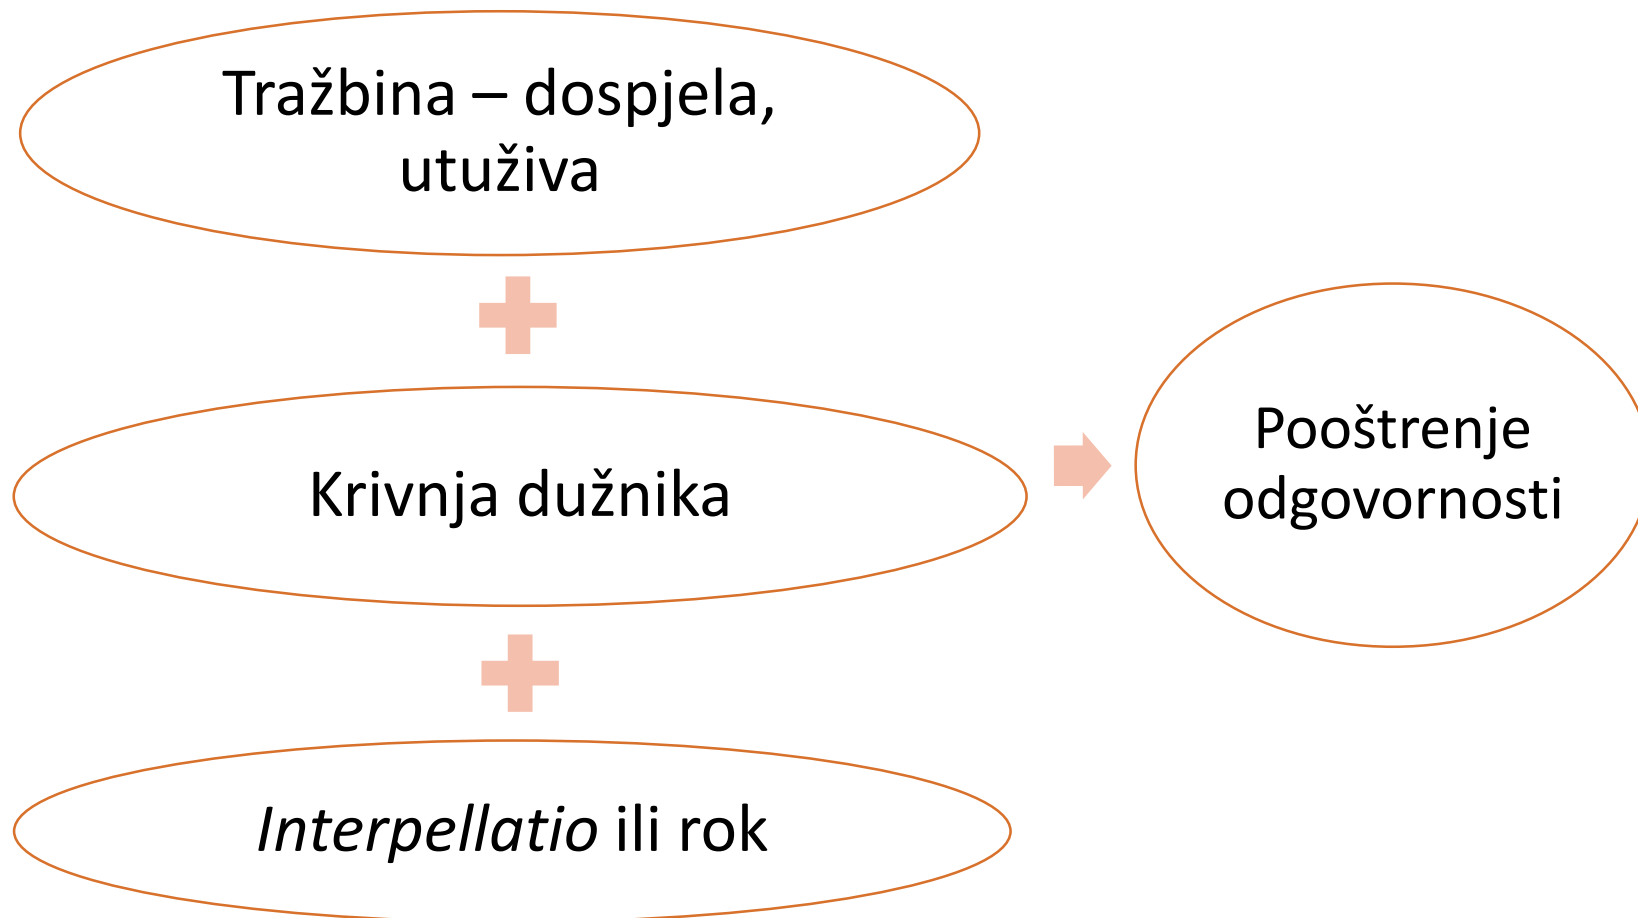 Tražbina – dospjela,
utuživa
Krivnja dužnika
Interpellatio ili rok
Pooštrenje
odgovornosti